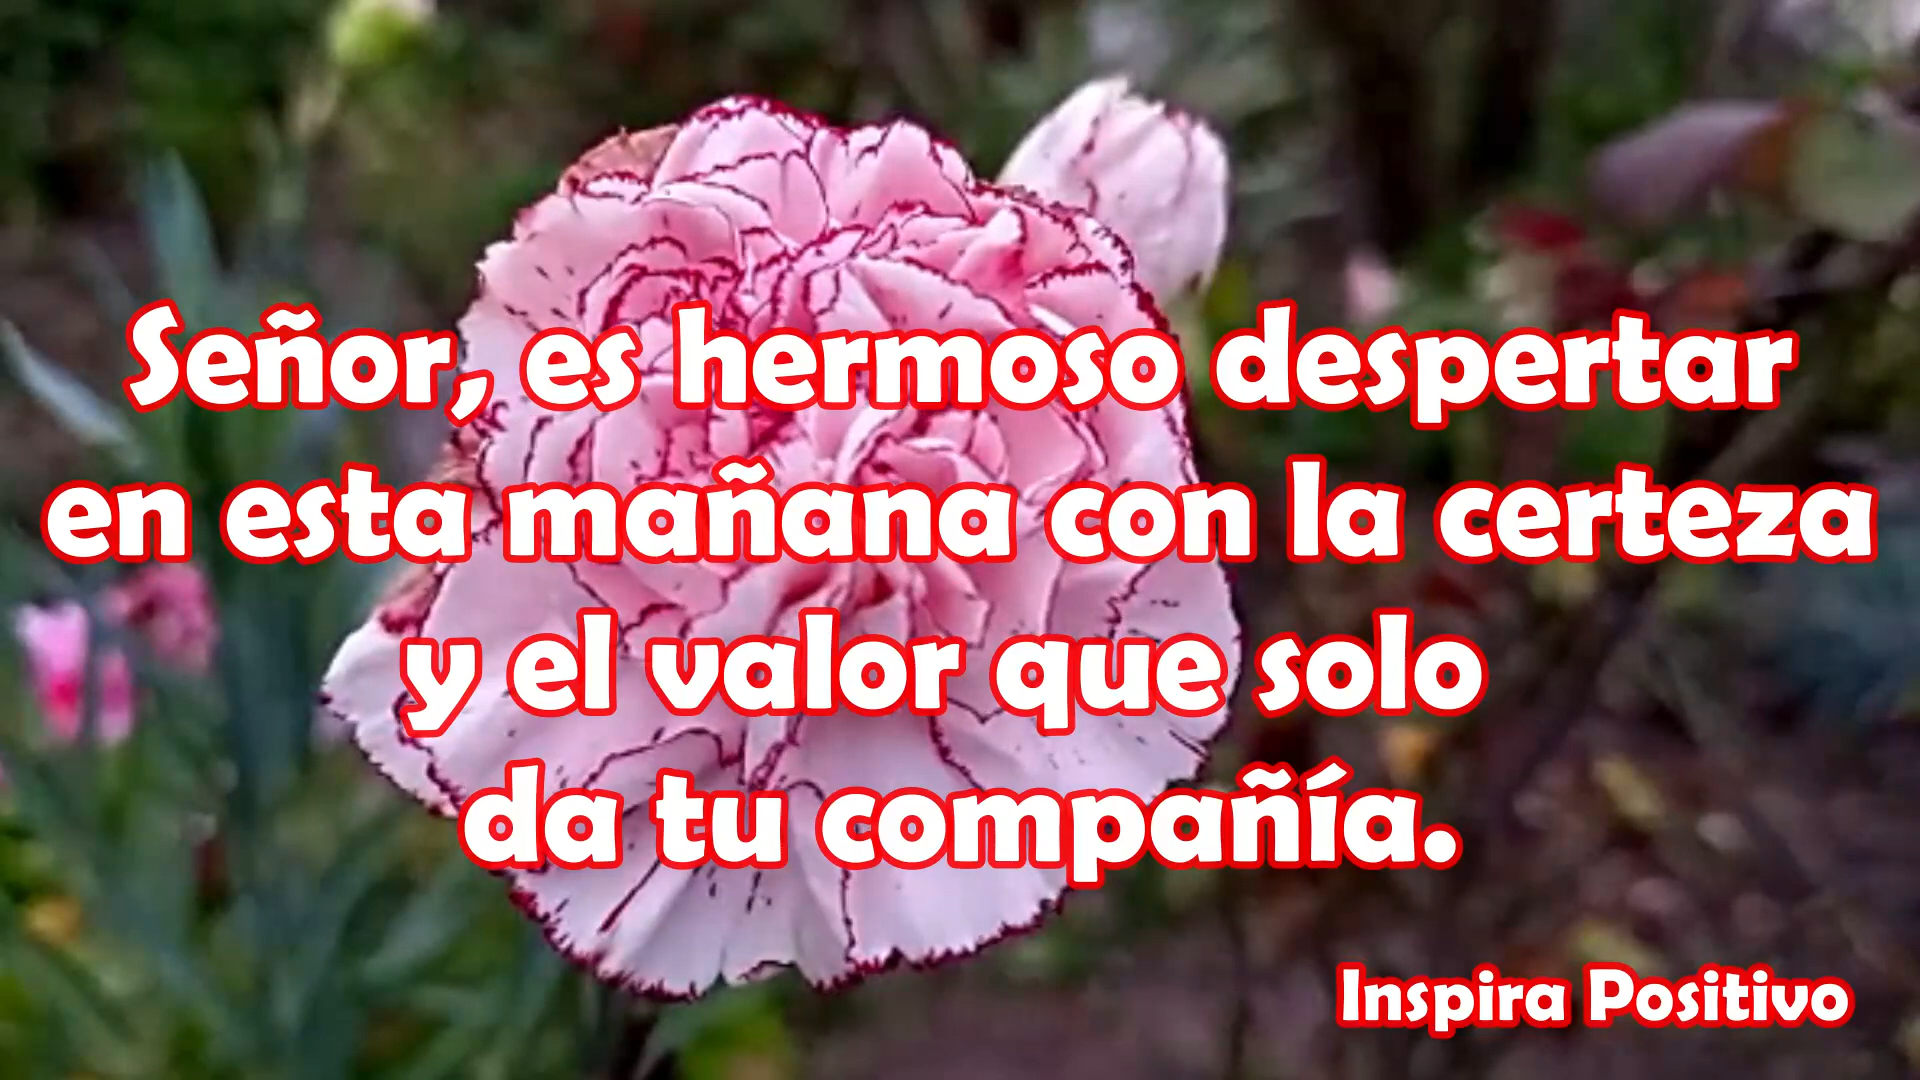 Señor, es hermoso despertar
en esta mañana con la certeza
y el valor que solo
da tu compañía.
Inspira Positivo